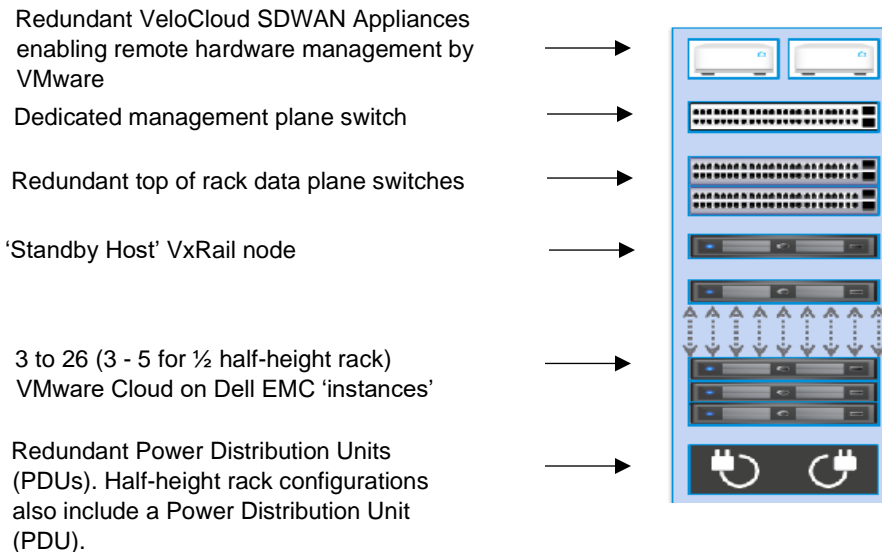 Redundant VeloCloud SDWAN Appliances
enabling remote hardware management by
VMware
Dedicated management plane switch
Redundant top of rack data plane switches
‘Standby Host’ VxRail node
3 to 26 (3 - 5 for ½ half-height rack)
VMware Cloud on Dell EMC ‘instances’
Redundant Power Distribution Units
(PDUs). Half-height rack configurations
also include a Power Distribution Unit
(PDU).